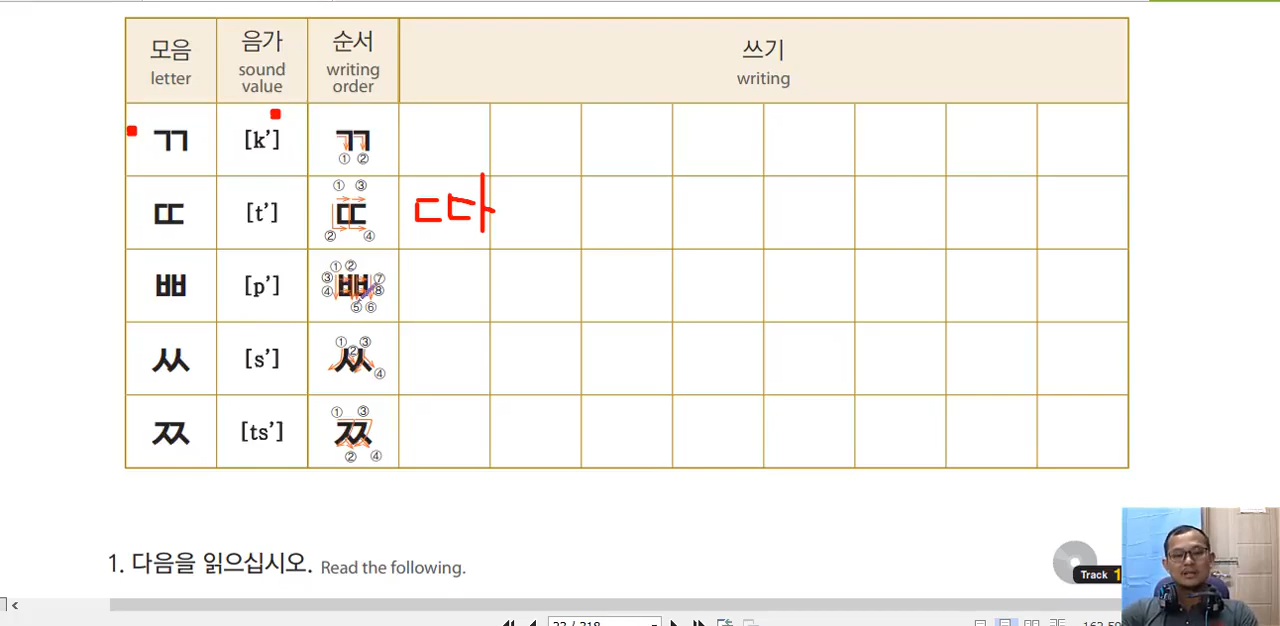 모음 음가 순서 쓰기
letter sound value writing order writing
ㄲ [k’] ㄲ ① ②
ㄸ [t’] ㄸ ① ③ ② ④ 따
ㅃ [p’] ㅃ ① ② ③ ④ ⑤ ⑥ ⑦ ⑧
ㅆ [s’] ㅆ ① ② ③ ④
ㅉ [ts’] ㅉ ① ③ ② ④
1. 다음을 읽으십시오. Read the following.
Track 1